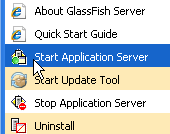 About GlassFish Server
Quick Start Guide
Start Application Server
Start Update Tool
Stop Application Server
Uninstall